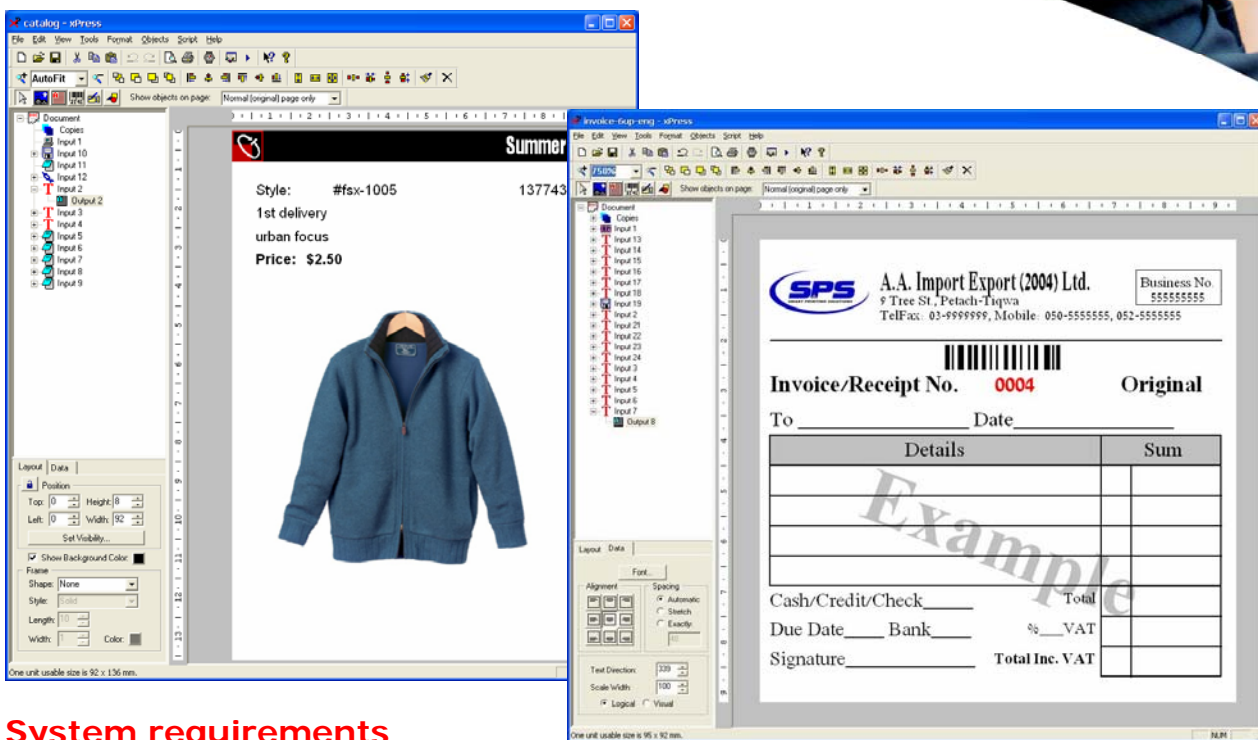 catalog - xPress
File Edit View Tools Format Objects Script Help
AutoFit
Show objects on page: Normal (original) page only
Document
Copies
Input 1
Input 10
Input 11
Input 12
Input 2
Output 2
Input 3
Input 4
Input 5
Input 6
Input 7
Input 8
Input 9
Layout Data
Position
Top: 0 Height: 8
Left: 0 Width: 92
Set Visibility...
Show Background Color:
Frame
Shape: None
Style: Solid
Length: 10
Width: 1 Color:
One unit usable size is 92 x 136 mm.
Summer
Style: #fsx-1005 137743
1st delivery
urban focus
Price: $2.50
invoice-6up-eng - xPress
File Edit View Tools Format Objects Script Help
750%
Show objects on page: Normal (original) page only
Document
Copies
Input 1
Input 13
Input 14
Input 15
Input 16
Input 17
Input 18
Input 19
Input 2
Input 21
Input 22
Input 23
Input 24
Input 3
Input 4
Input 5
Input 6
Input 7
Output 8
Layout Data
Font...
Alignment Spacing
Automatic
Stretch
Exactly
Text Direction: 339
Scale Width: 100
Logical Visual
One unit usable size is 95 x 92 mm.
NUM
SPS
A.A. Import Export (2004) Ltd.
9 Tree St., Petach-Tiqwa
TelFax: 03-9999999, Mobile: 050-5555555, 052-5555555
Business No.
555555555
Invoice/Receipt No. 0004 Original
To Date
Details Sum
Example
Cash/Credit/Check Total
Due Date Bank % VAT
Signature Total Inc. VAT
System requirements